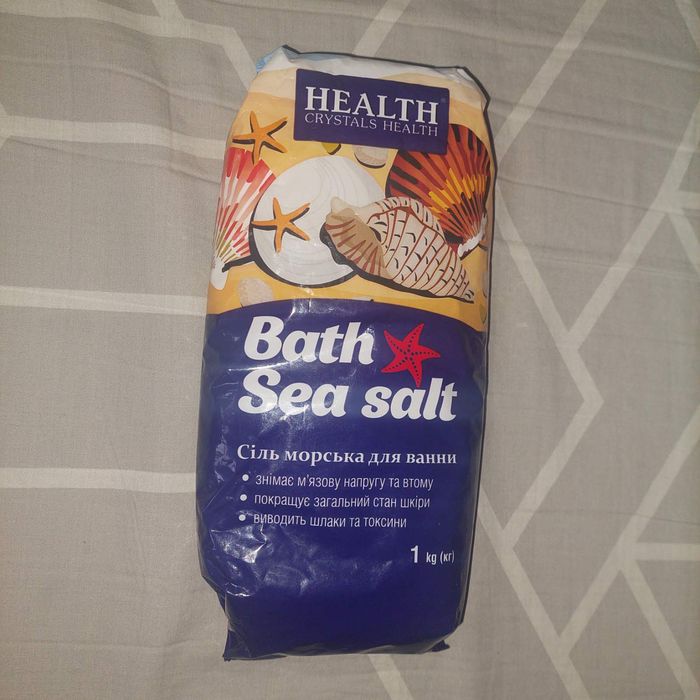 HEALTH®
CRYSTALS HEALTH
Bath
Sea salt
Сіль морська для ванни
• знімає м'язову напругу та втому
• покращує загальний стан шкіри
• виводить шлаки та токсини
1 kg (кг)